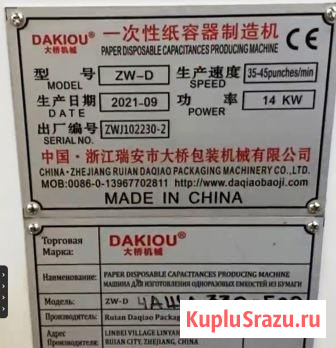 DAKIOU® 一次性纸容器制造机 CE
大桥机械 PAPER DISPOSABLE CAPACITANCES PRODUCING MACHINE
型号 MODEL ZW-D 生产速度 SPEED 35-45punches/min
生产日期 DATE 2021-09 功率 POWER 14 KW
出厂编号 SERIAL NO. ZWJ102230-2
中国·浙江瑞安市大桥包装机械有限公司
CHINA·ZHEJIANG RUIAN DAQIAO PACKAGING MACHINERY CO.,LTD
MOB:0086-0-13967702811 http://www.daqiaobaoji.com
MADE IN CHINA
Торговая Марка: DAKIOU®
大桥机械
Наименование: PAPER DISPOSABLE CAPACITANCES PRODUCING MACHINE
МАШИНА ДЛЯ ИЗГОТОВЛЕНИЯ ОДНОРАЗОВЫХ ЕМКОСТЕЙ ИЗ БУМАГИ
Модель: ZW-D
Производитель: Ruian Daqiao Packag
Адрес LINBEI VILLAGE LINYAN
KupluSrazu.ru
RUIAN CITY, ZHEJIAN